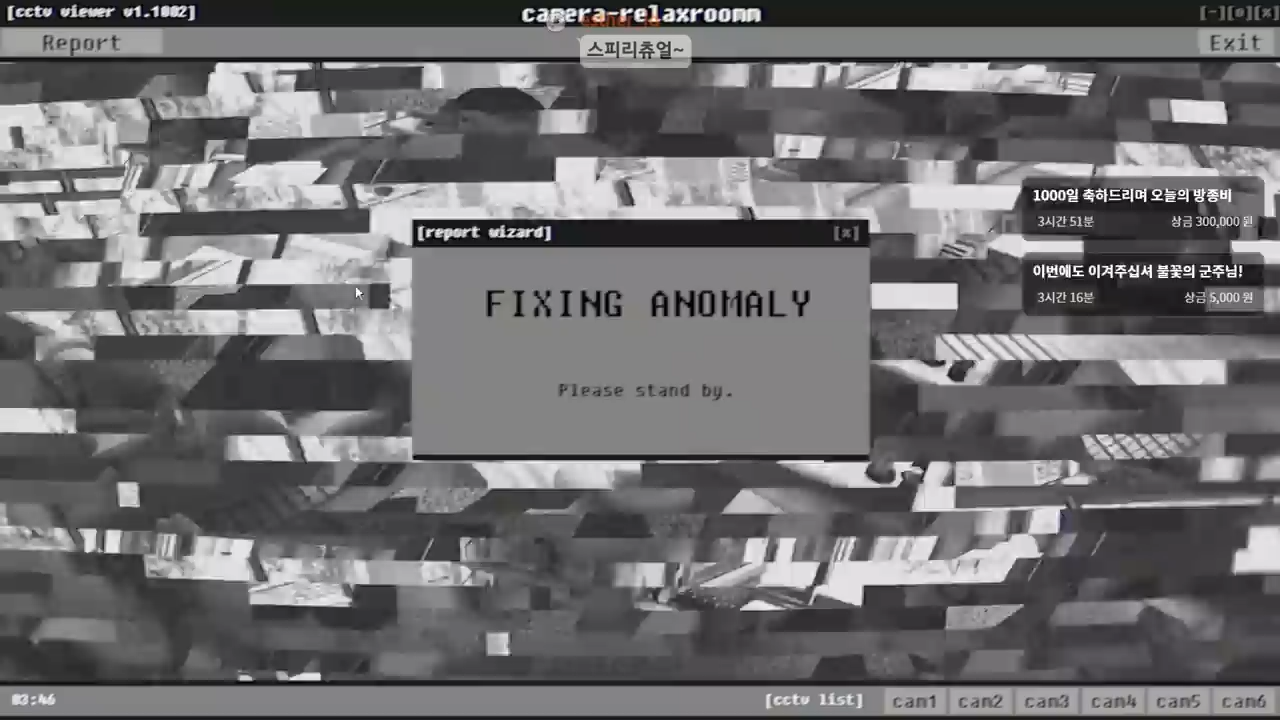 [cctv viewer v1.1002]
camera-relaxroomm
[-][o][x]
Report
스피리츄얼~
Exit
1000일 축하드리며 오늘의 방종비
3시간 51분
상금 300,000 원
[report wizard]
[x]
이번에도 이겨주십셔 불꽃의 군주님!
3시간 16분
상금 5,000 원
FIXING ANOMALY
Please stand by.
03:46
[cctv list]
cam1
cam2
cam3
cam4
cam5
cam6